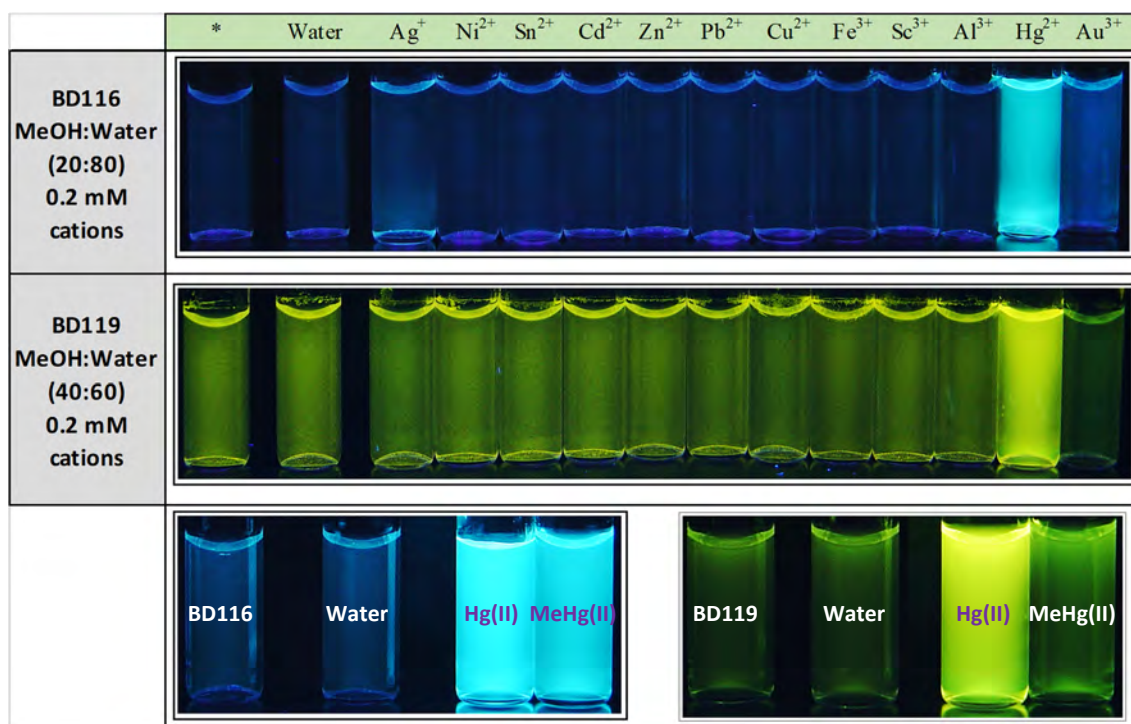 * Water Ag+ Ni2+ Sn2+ Cd2+ Zn2+ Pb2+ Cu2+ Fe3+ Sc3+ Al3+ Hg2+ Au3+
BD116
MeOH:Water
(20:80)
0.2 mM
cations
BD119
MeOH:Water
(40:60)
0.2 mM
cations
BD116 Water Hg(II) MeHg(II)
BD119 Water Hg(II) MeHg(II)